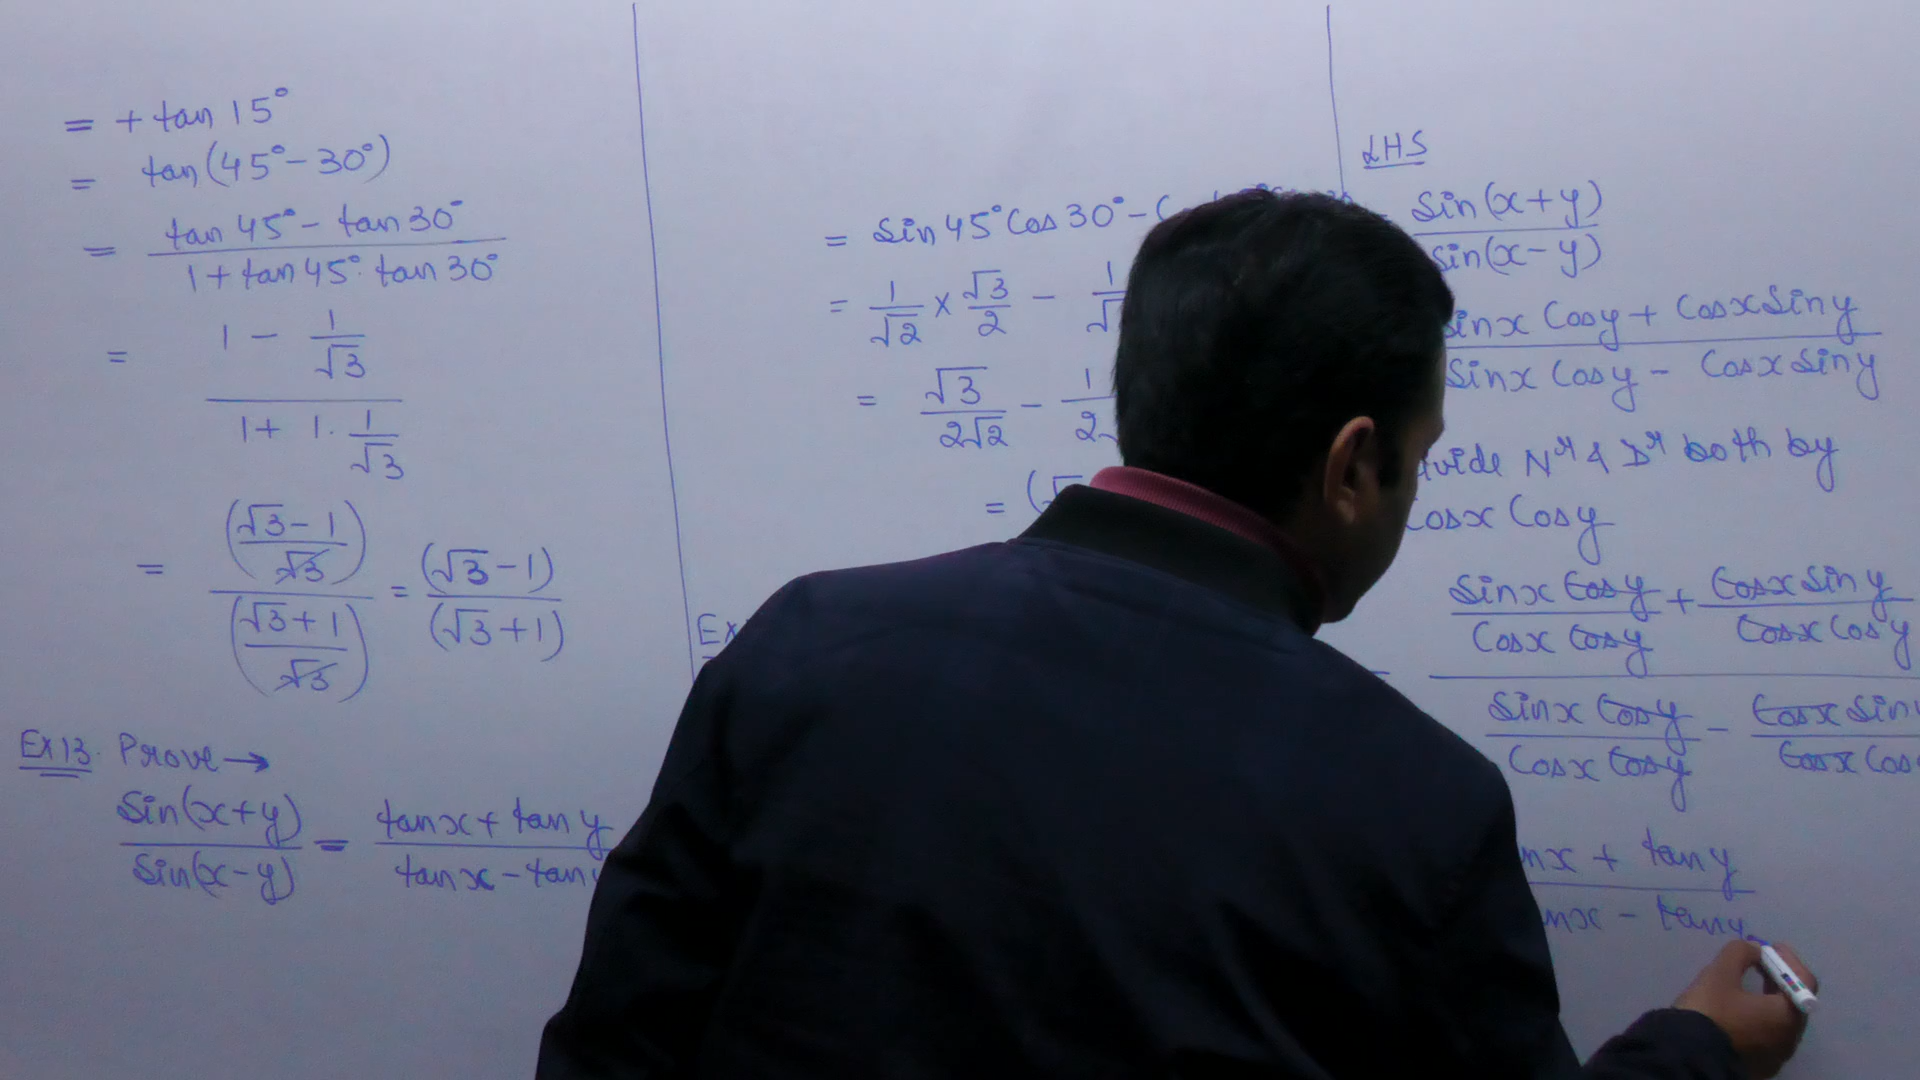 = + tan 15°
= tan(45° - 30°)
= (tan 45° - tan 30°) / (1 + tan 45° . tan 30°)
= (1 - 1/√3) / (1 + 1 . 1/√3)
= ((√3 - 1)/√3) / ((√3 + 1)/√3) = (√3 - 1) / (√3 + 1)
Ex 13. Prove →
Sin(x+y) / Sin(x-y) = (tan x + tan y) / (tan x - tan
= Sin 45° Cos 30° -
= 1/√2 × √3/2 - 1/√
= √3/2√2 - 1/2√
= (√
Ex
LHS
Sin(x+y) / Sin(x-y)
Sinx Cosy + Cosx Siny / Sinx Cosy - Cosx Siny
Nʳ & Dʳ both by
Cosx Cosy
Sinx Cosy / Cosx Cosy + Cosx Siny / Cosx Cosy
Sinx Cosy / Cosx Cosy - Cosx Sin / Cosx Cos
nx + tan y
nx - tan y